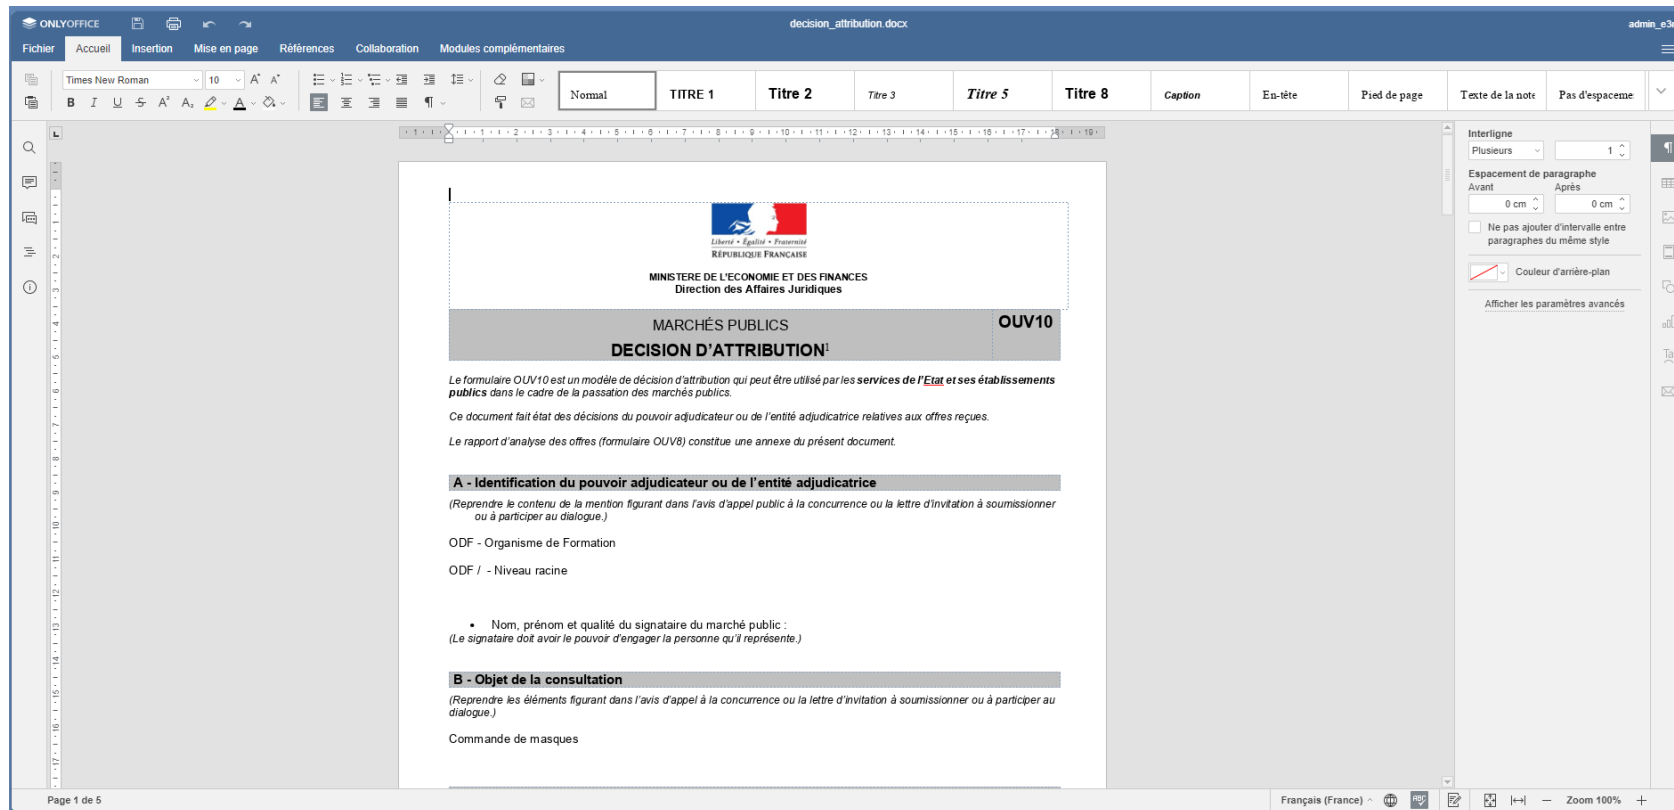 ONLYOFFICE
decision_attribution.docx
admin_e3r
Fichier Accueil Insertion Mise en page Références Collaboration Modules complémentaires
Times New Roman 10
Normal TITRE 1 Titre 2 Titre 3 Titre 5 Titre 8 Caption En-tête Pied de page Texte de la note Pas d'espaceme
Interligne
Plusieurs 1
Espacement de paragraphe
Avant Après
0 cm 0 cm
Ne pas ajouter d'intervalle entre
paragraphes du même style
Couleur d'arrière-plan
Afficher les paramètres avancés
Liberté • Égalité • Fraternité
RÉPUBLIQUE FRANÇAISE
MINISTERE DE L'ECONOMIE ET DES FINANCES
Direction des Affaires Juridiques
MARCHÉS PUBLICS
OUV10
DECISION D'ATTRIBUTION1
Le formulaire OUV10 est un modèle de décision d'attribution qui peut être utilisé par les services de l'Etat et ses établissements
publics dans le cadre de la passation des marchés publics.
Ce document fait état des décisions du pouvoir adjudicateur ou de l'entité adjudicatrice relatives aux offres reçues.
Le rapport d'analyse des offres (formulaire OUV8) constitue une annexe du présent document.
A - Identification du pouvoir adjudicateur ou de l'entité adjudicatrice
(Reprendre le contenu de la mention figurant dans l'avis d'appel public à la concurrence ou la lettre d'invitation à soumissionner
ou à participer au dialogue.)
ODF - Organisme de Formation
ODF / - Niveau racine
• Nom, prénom et qualité du signataire du marché public :
(Le signataire doit avoir le pouvoir d'engager la personne qu'il représente.)
B - Objet de la consultation
(Reprendre les éléments figurant dans l'avis d'appel à la concurrence ou la lettre d'invitation à soumissionner ou à participer au
dialogue.)
Commande de masques
Page 1 de 5
Français (France)
Zoom 100%